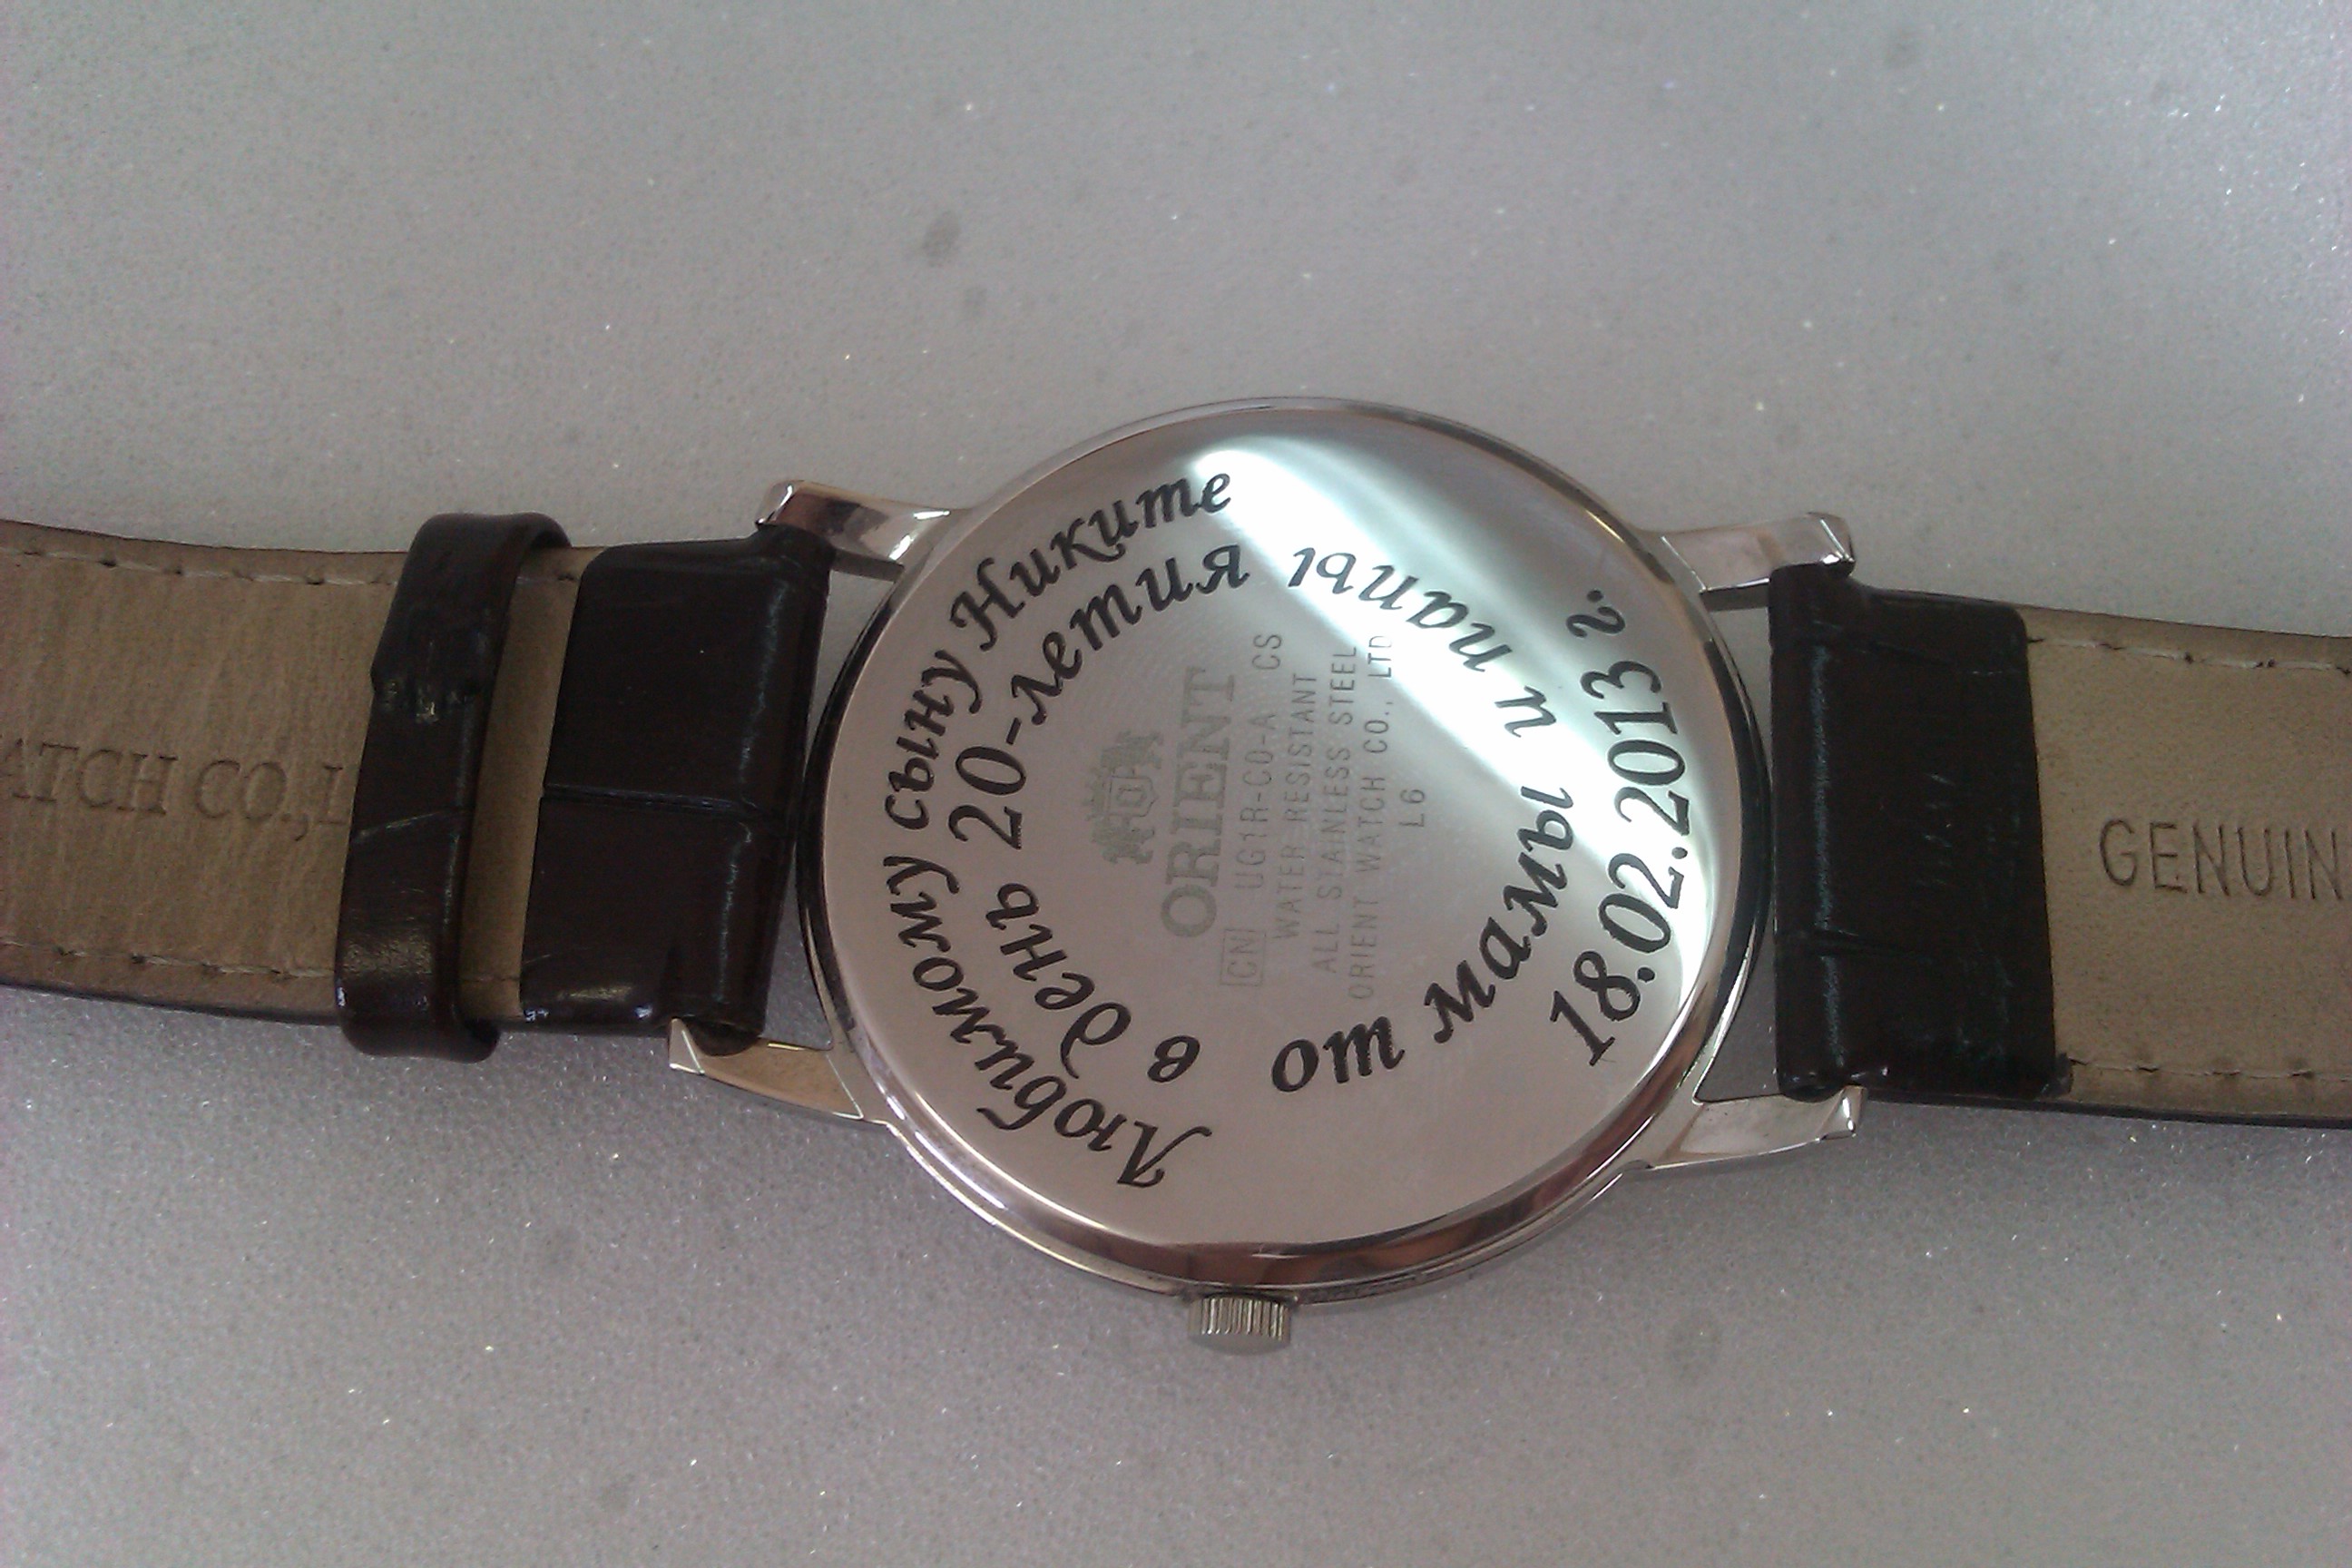 Любимому сыну Никите
в день 20-летия
ORIENT
CN UG1R-C0-A CS
WATER RESISTANT
ALL STAINLESS STEEL
ORIENT WATCH CO., LTD
L6
от мамы и папы
18.02.2013 г.
CO.,